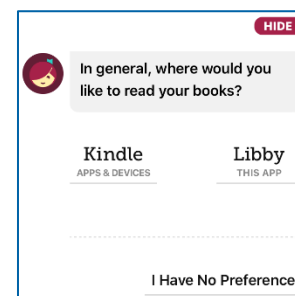 HIDE
In general, where would you
like to read your books?
Kindle
APPS & DEVICES
Libby
THIS APP
I Have No Preference